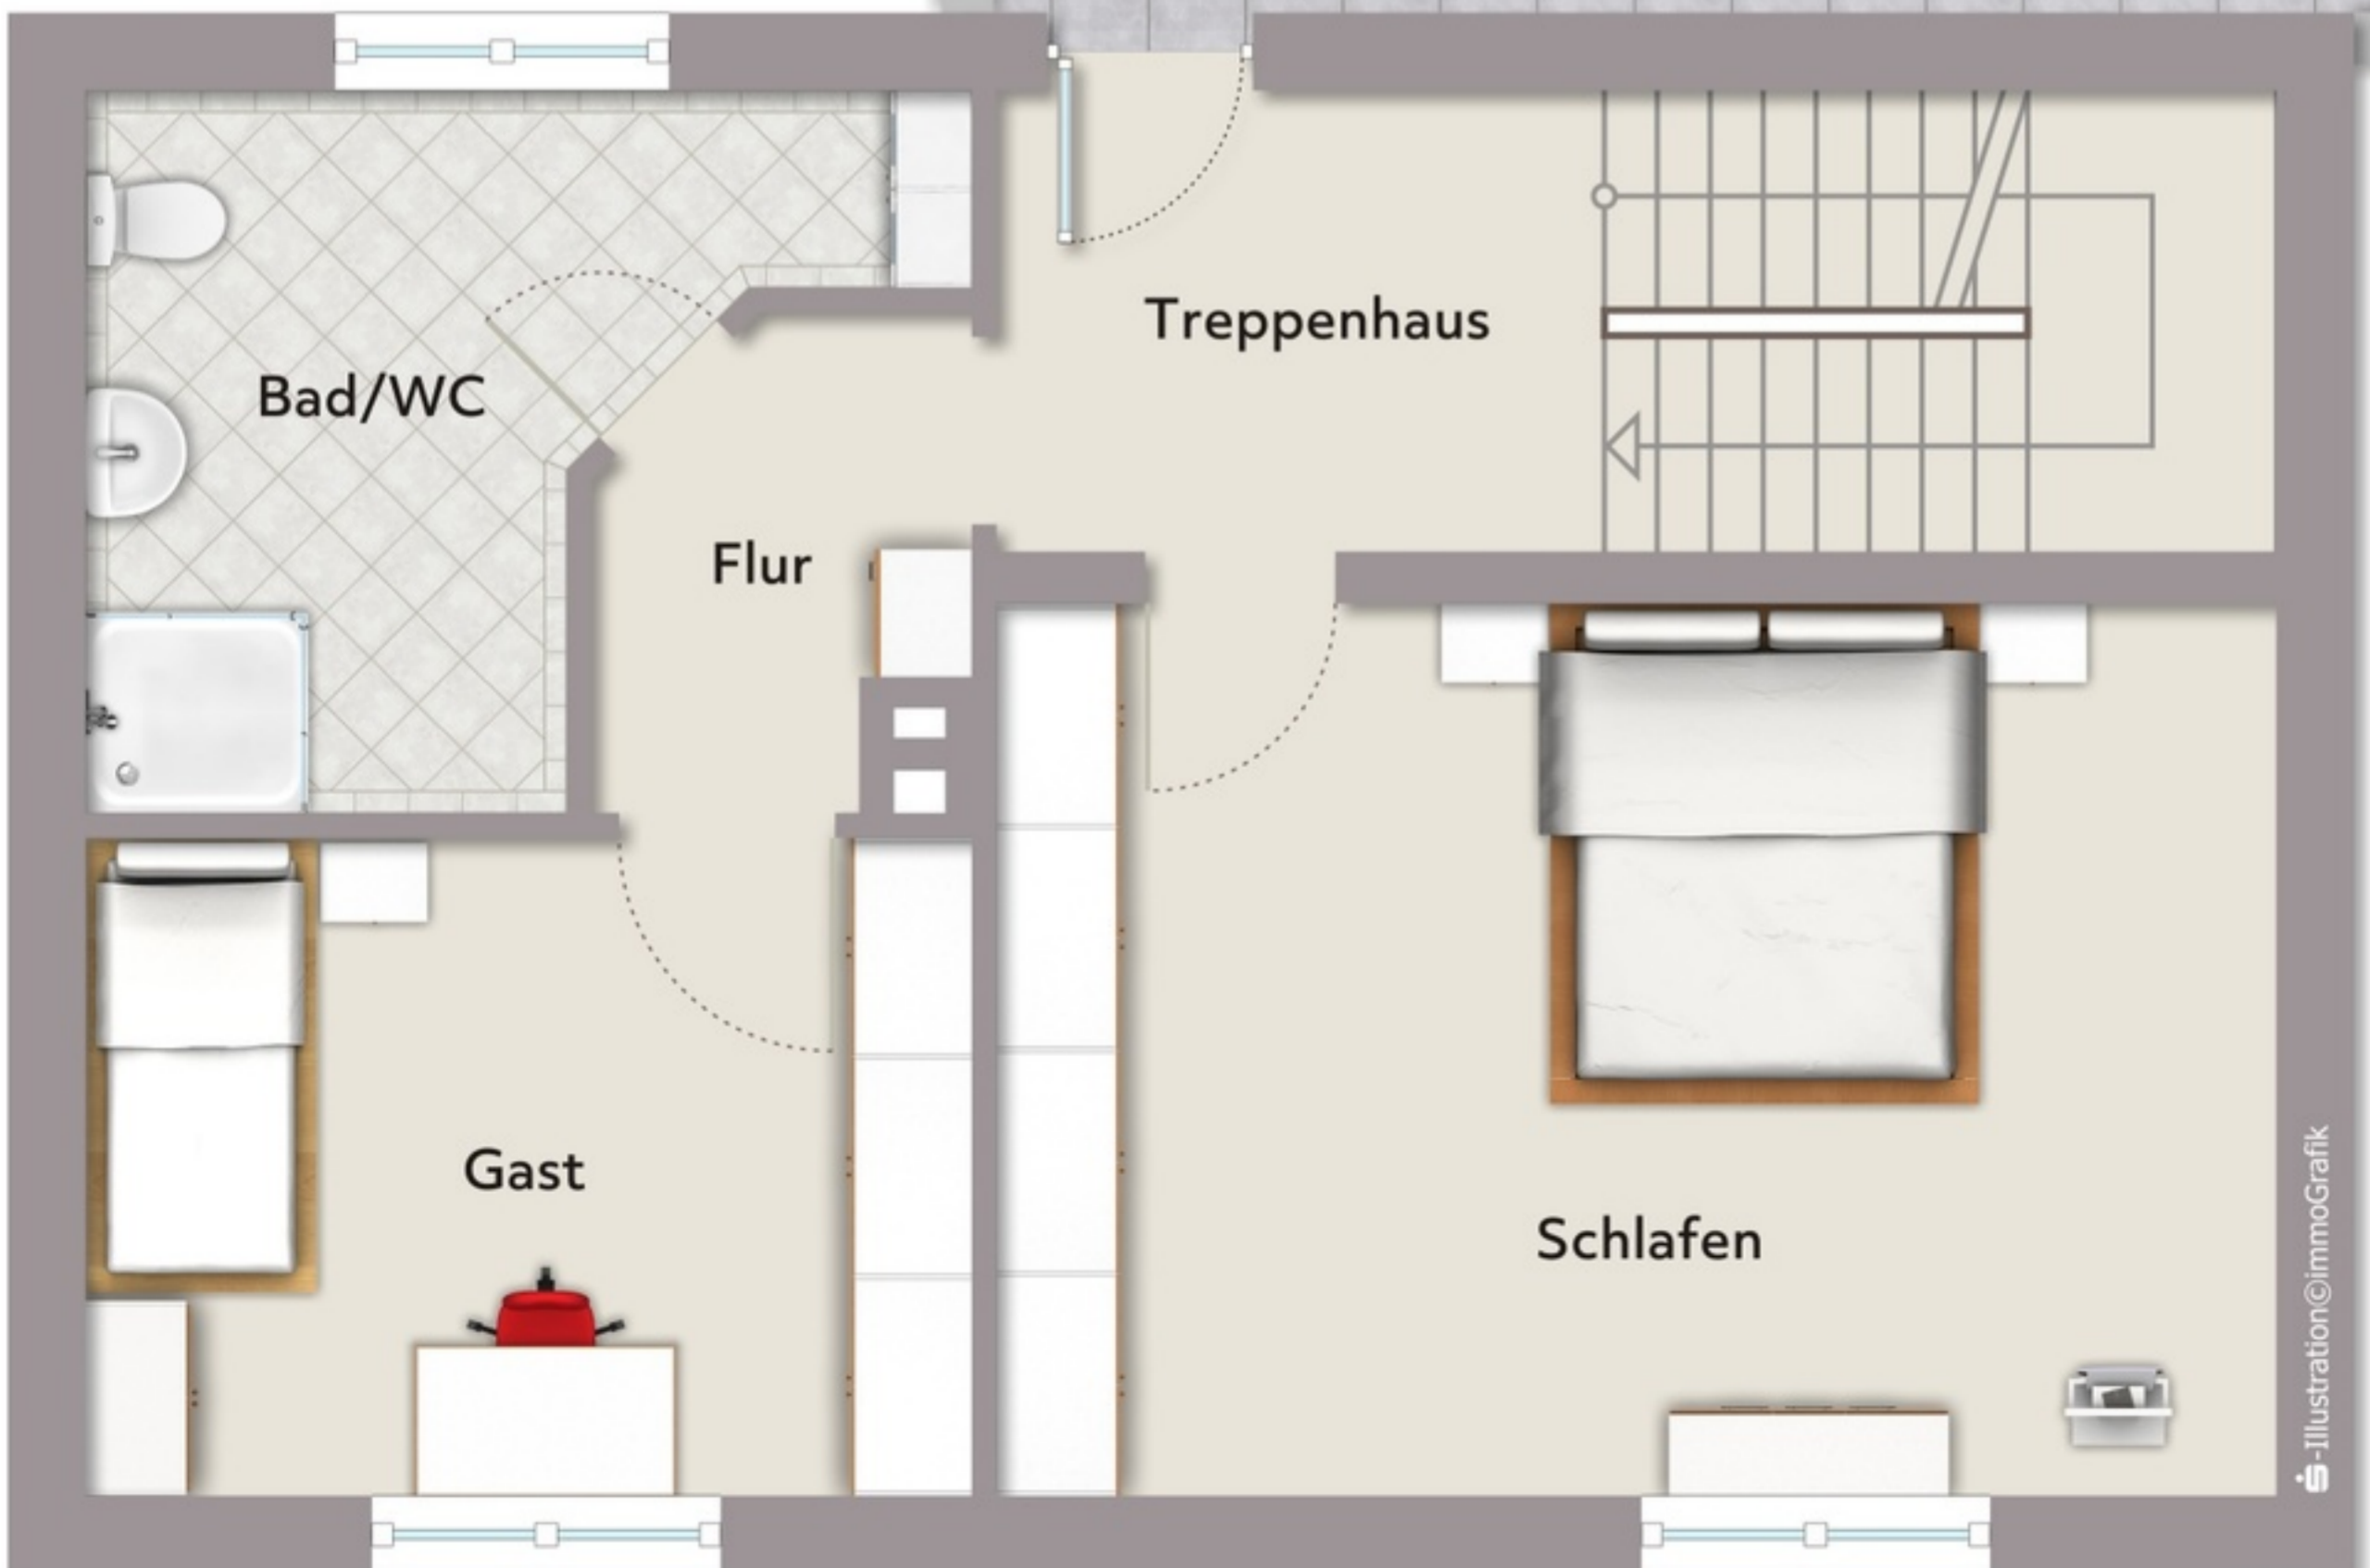 Treppenhaus
Bad/WC
Flur
Gast
Schlafen
-Illustration©immoGrafik